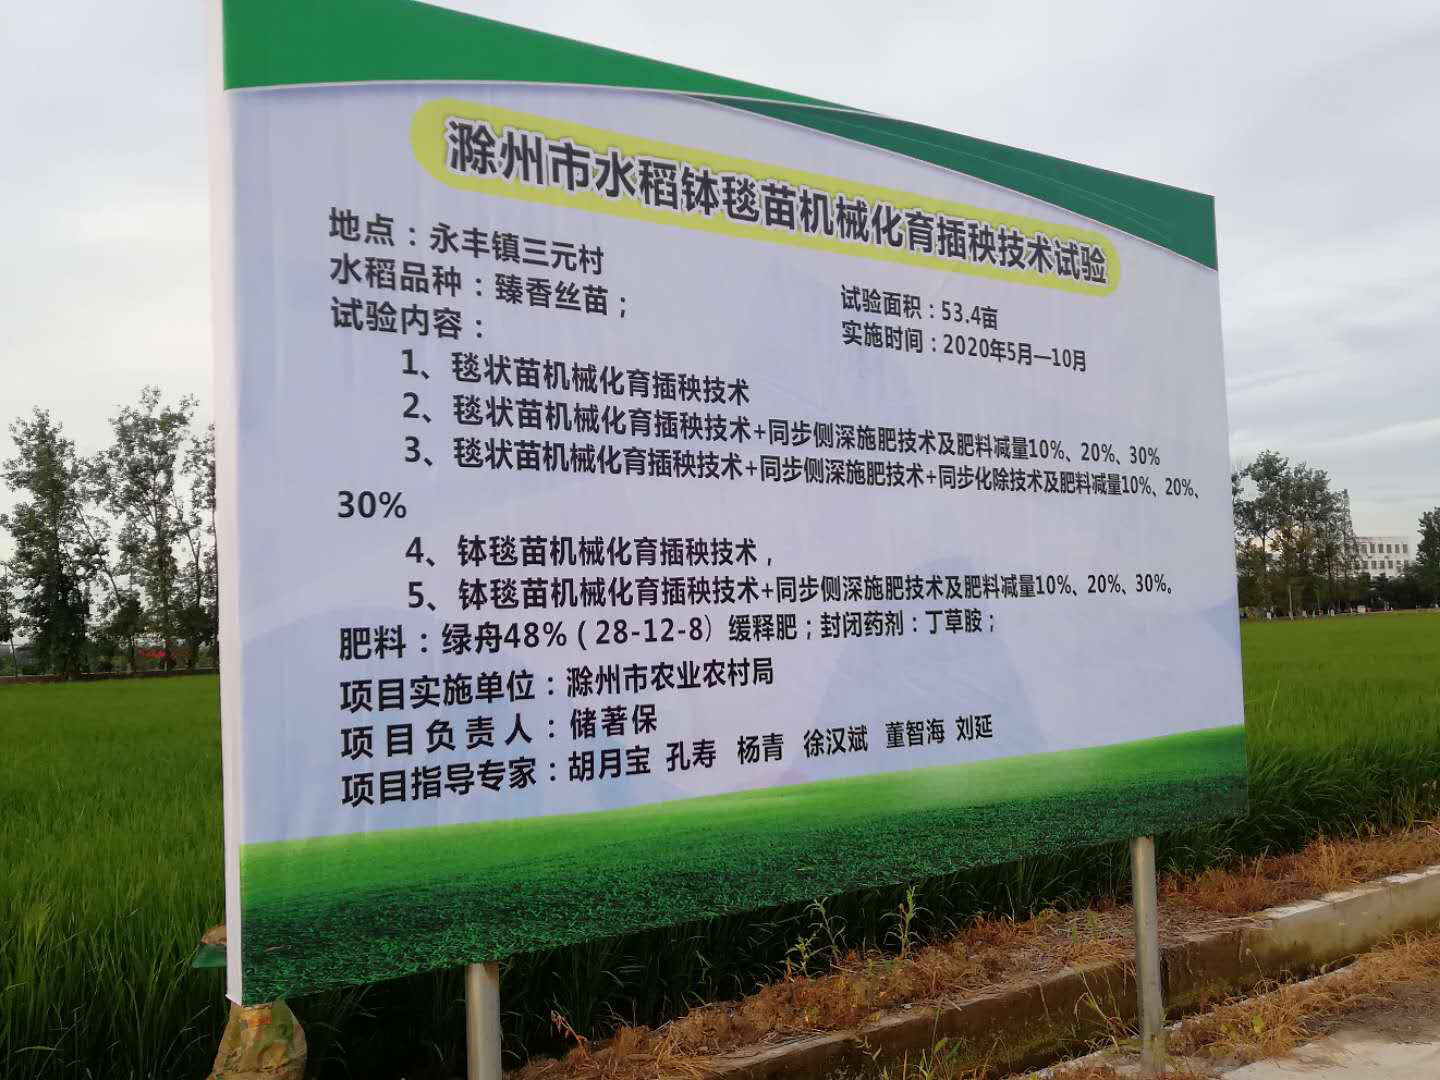 滁州市水稻钵毯苗机械化育插秧技术试验
地点：永丰镇三元村
试验面积：53.4亩
水稻品种：臻香丝苗；
实施时间：2020年5月—10月
试验内容：
1、毯状苗机械化育插秧技术
2、毯状苗机械化育插秧技术+同步侧深施肥技术及肥料减量10%、20%、30%
3、毯状苗机械化育插秧技术+同步侧深施肥技术+同步化除技术及肥料减量10%、20%、
30%
4、钵毯苗机械化育插秧技术，
5、钵毯苗机械化育插秧技术+同步侧深施肥技术及肥料减量10%、20%、30%。
肥料：绿舟48%（28-12-8）缓释肥；封闭药剂：丁草胺；
项目实施单位：滁州市农业农村局
项目负责人：储著保
项目指导专家：胡月宝 孔寿 杨青 徐汉斌 董智海 刘延